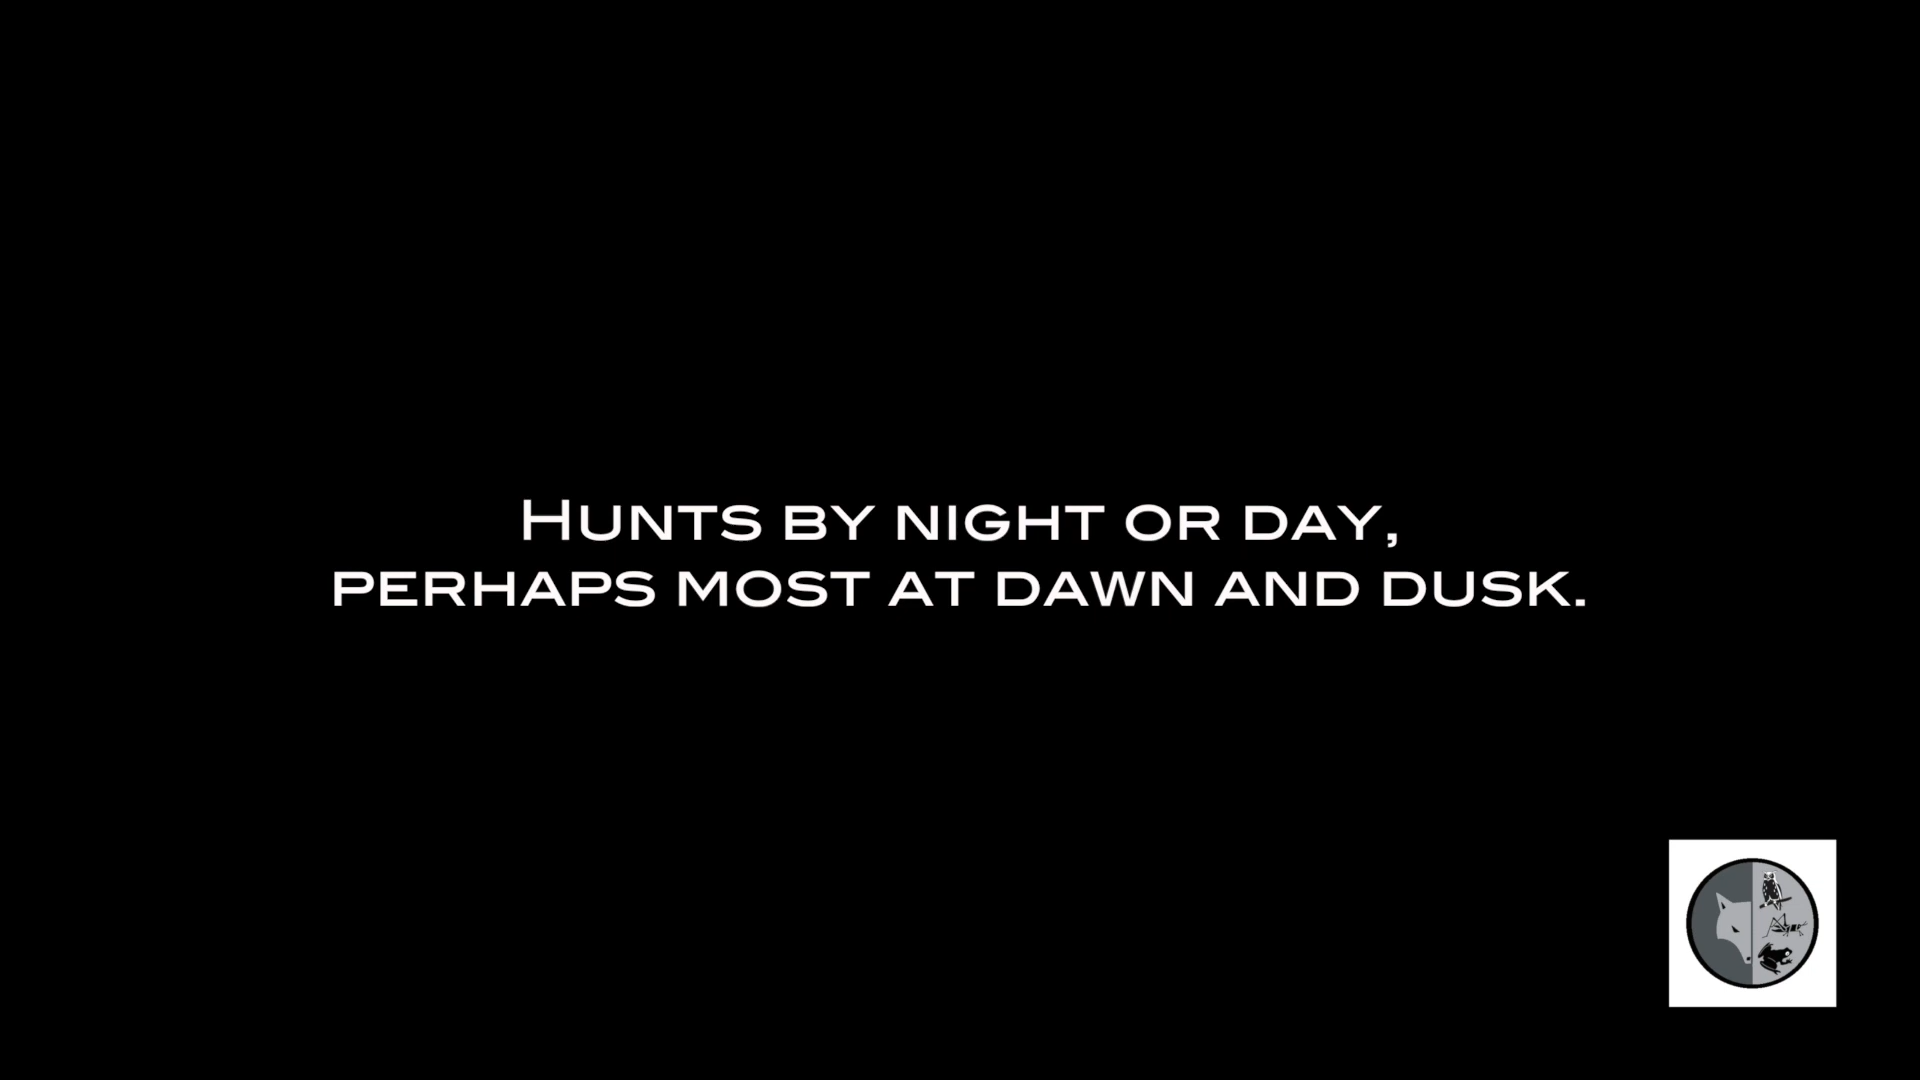 Hunts by night or day,
perhaps most at dawn and dusk.